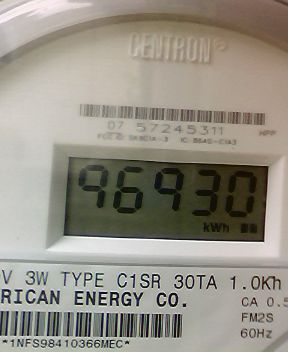 CENTRON®
07 57245311
HPP
96930
kWh
V 3W TYPE C1SR 30TA 1.0Kh
RICAN ENERGY CO.
CA 0.5
FM2S
60Hz
*1NFS98410366MEC*